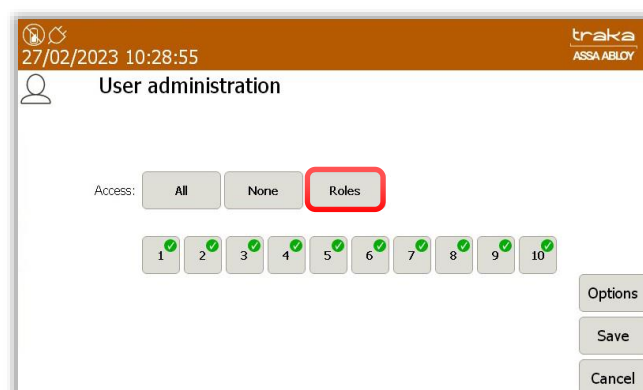 traka
27/02/2023 10:28:55
ASSA ABLOY
User administration
Access: All None Roles
1 2 3 4 5 6 7 8 9 10
Options
Save
Cancel